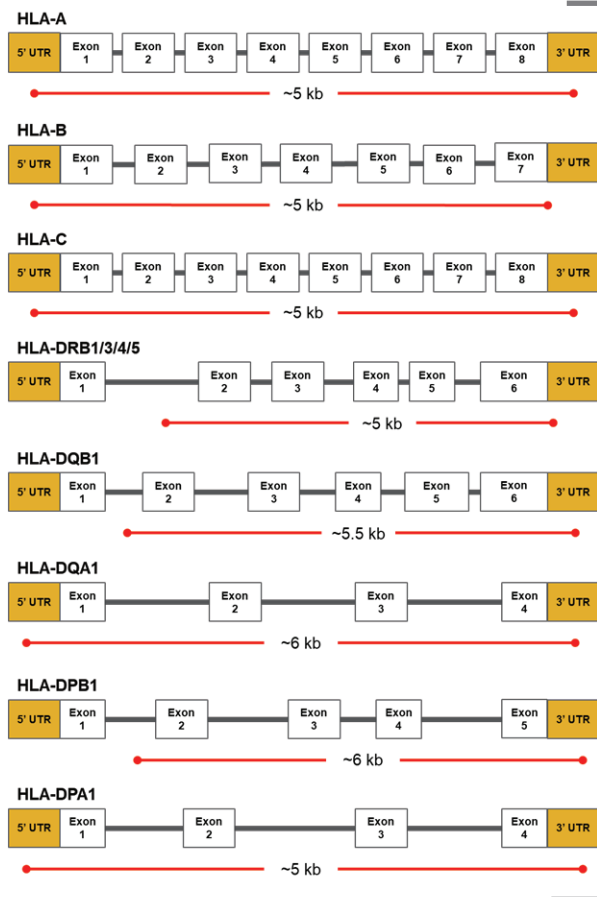 HLA-A
5' UTR Exon 1 Exon 2 Exon 3 Exon 4 Exon 5 Exon 6 Exon 7 Exon 8 3' UTR
~5 kb
HLA-B
5' UTR Exon 1 Exon 2 Exon 3 Exon 4 Exon 5 Exon 6 Exon 7 3' UTR
~5 kb
HLA-C
5' UTR Exon 1 Exon 2 Exon 3 Exon 4 Exon 5 Exon 6 Exon 7 Exon 8 3' UTR
~5 kb
HLA-DRB1/3/4/5
5' UTR Exon 1 Exon 2 Exon 3 Exon 4 Exon 5 Exon 6 3' UTR
~5 kb
HLA-DQB1
5' UTR Exon 1 Exon 2 Exon 3 Exon 4 Exon 5 Exon 6 3' UTR
~5.5 kb
HLA-DQA1
5' UTR Exon 1 Exon 2 Exon 3 Exon 4 3' UTR
~6 kb
HLA-DPB1
5' UTR Exon 1 Exon 2 Exon 3 Exon 4 Exon 5 3' UTR
~6 kb
HLA-DPA1
5' UTR Exon 1 Exon 2 Exon 3 Exon 4 3' UTR
~5 kb